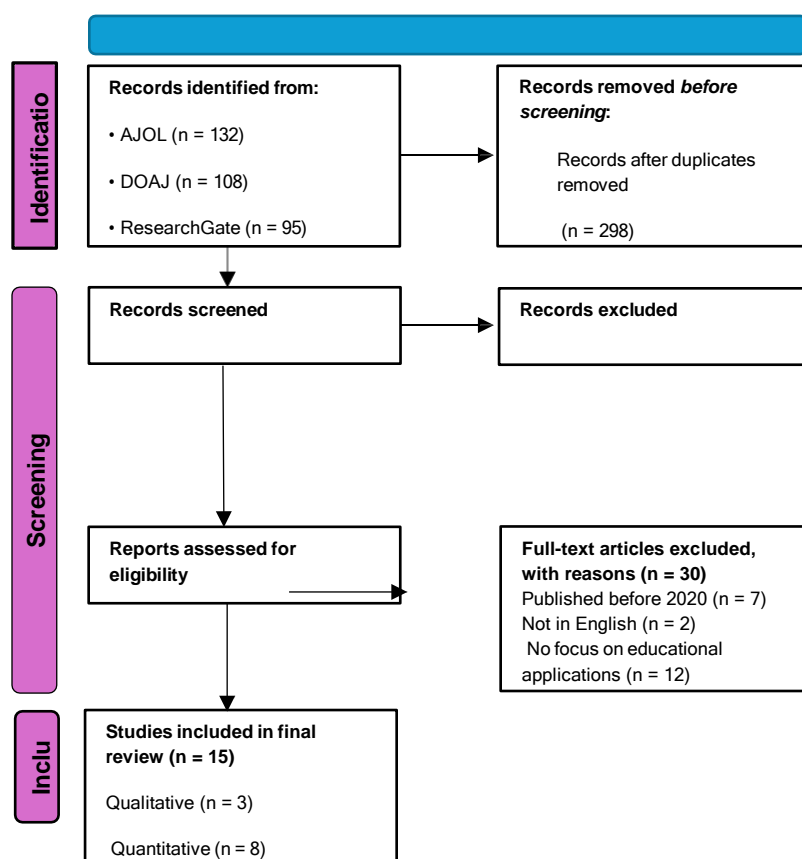 Identificatio
Records identified from:
• AJOL (n = 132)
• DOAJ (n = 108)
• ResearchGate (n = 95)
Records removed before
screening:
Records after duplicates
removed
(n = 298)
Screening
Records screened
Records excluded
Reports assessed for
eligibility
Full-text articles excluded,
with reasons (n = 30)
Published before 2020 (n = 7)
Not in English (n = 2)
No focus on educational
applications (n = 12)
Inclu
Studies included in final
review (n = 15)
Qualitative (n = 3)
Quantitative (n = 8)